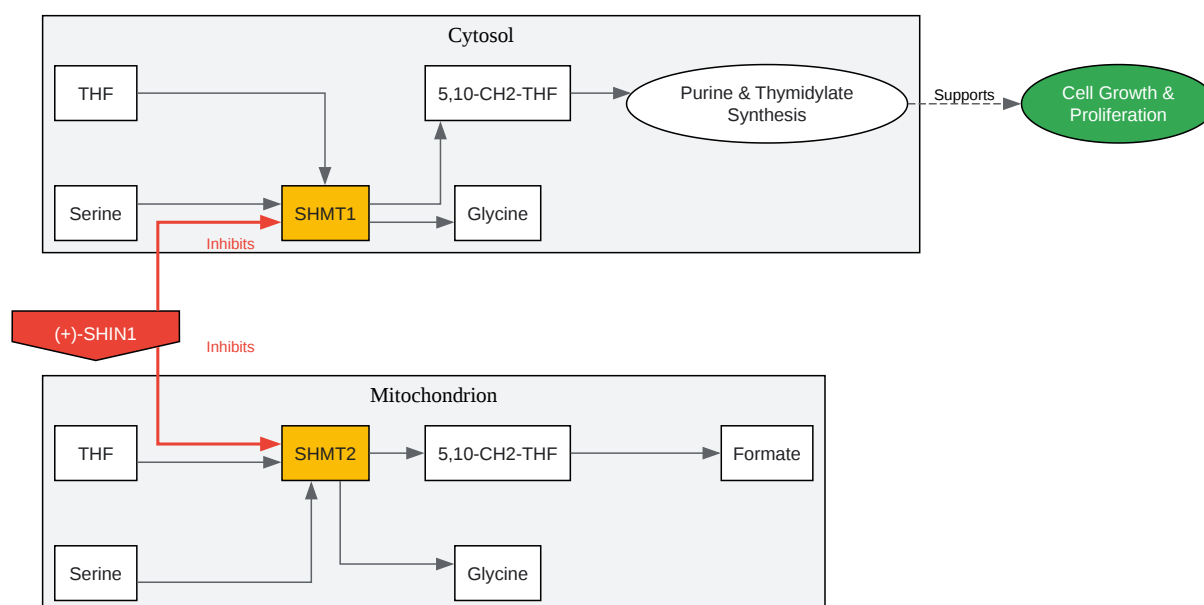 Cytosol
THF
5,10-CH2-THF
Purine & Thymidylate
Synthesis
Supports
Cell Growth &
Proliferation
Serine
SHMT1
Glycine
Inhibits
(+)-SHIN1
Inhibits
Mitochondrion
THF
SHMT2
5,10-CH2-THF
Formate
Serine
Glycine